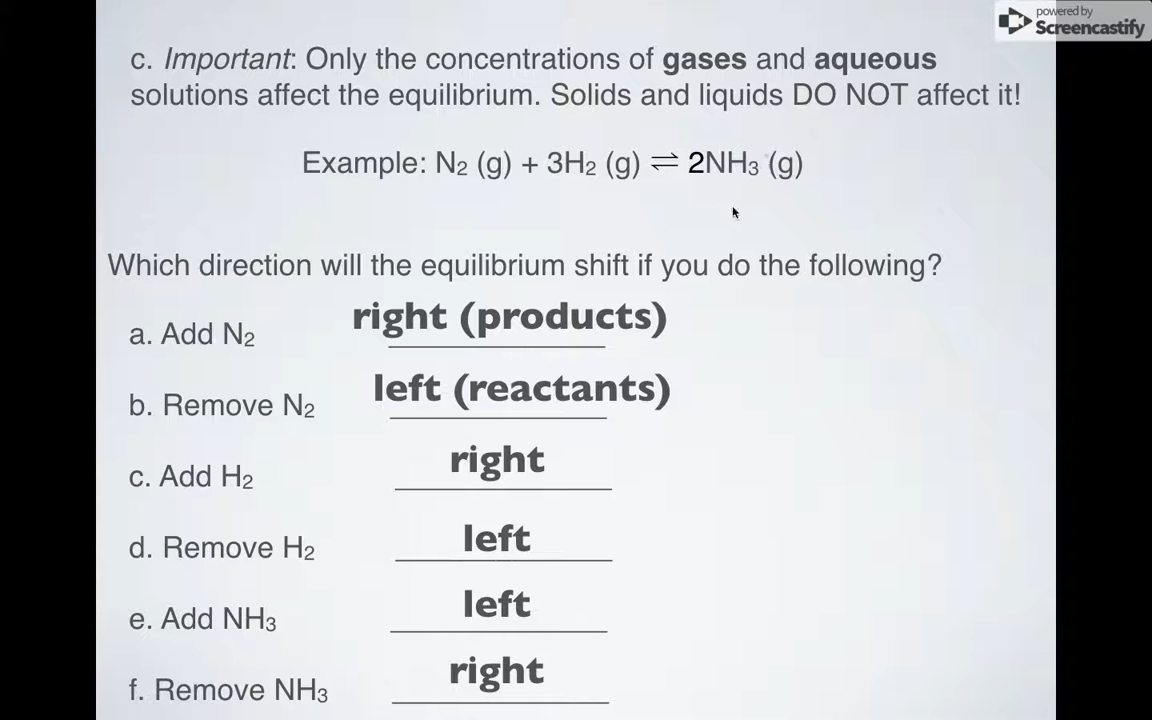 powered by
Screencastify
c. Important: Only the concentrations of gases and aqueous
solutions affect the equilibrium. Solids and liquids DO NOT affect it!
Example: N₂ (g) + 3H₂ (g) ⇌ 2NH₃ (g)
Which direction will the equilibrium shift if you do the following?
a. Add N₂ right (products)
b. Remove N₂ left (reactants)
c. Add H₂ right
d. Remove H₂ left
e. Add NH₃ left
f. Remove NH₃ right